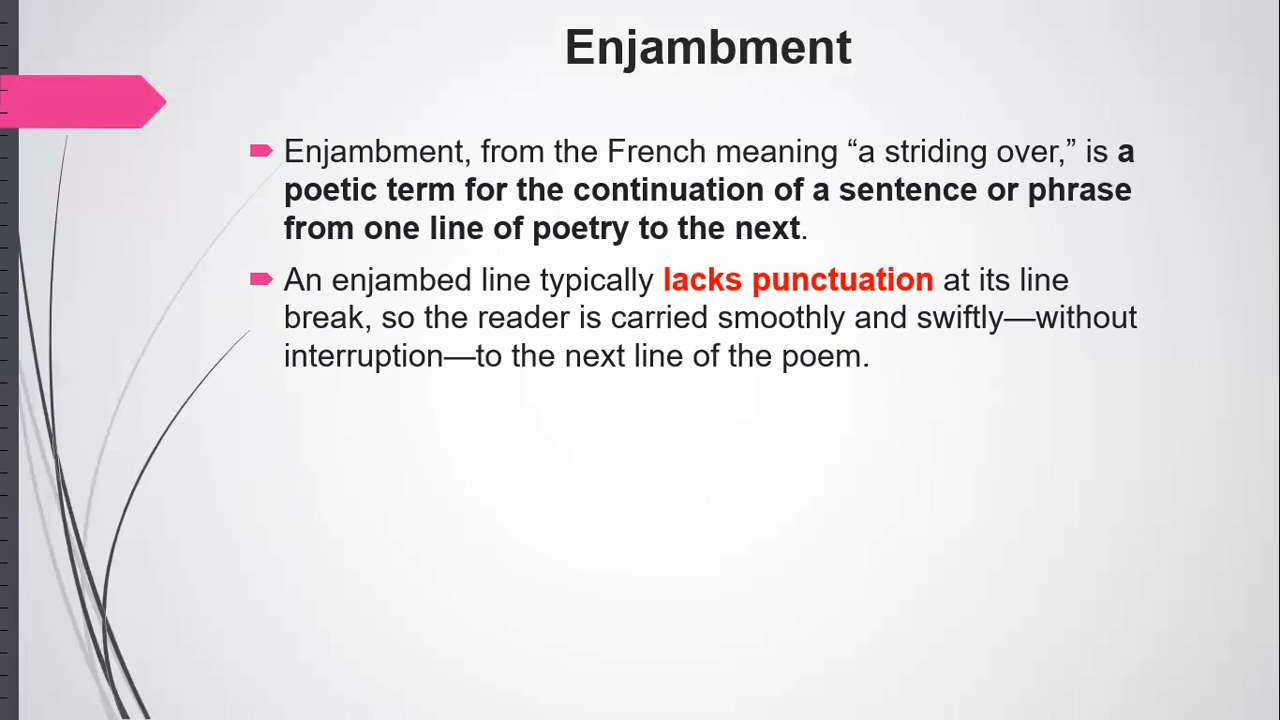 Enjambment
Enjambment, from the French meaning “a striding over,” is a
poetic term for the continuation of a sentence or phrase
from one line of poetry to the next.
An enjambed line typically lacks punctuation at its line
break, so the reader is carried smoothly and swiftly—without
interruption—to the next line of the poem.